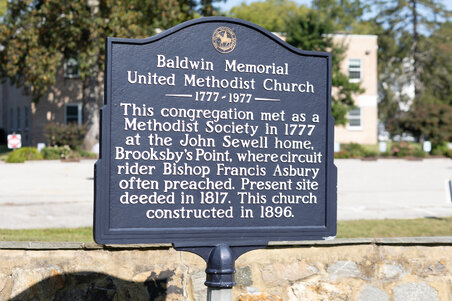 Baldwin Memorial
United Methodist Church
1777-1977
This congregation met as a
Methodist Society in 1777
at the John Sewell home,
Brooksby's Point, where circuit
rider Bishop Francis Asbury
often preached. Present site
deeded in 1817. This church
constructed in 1896.